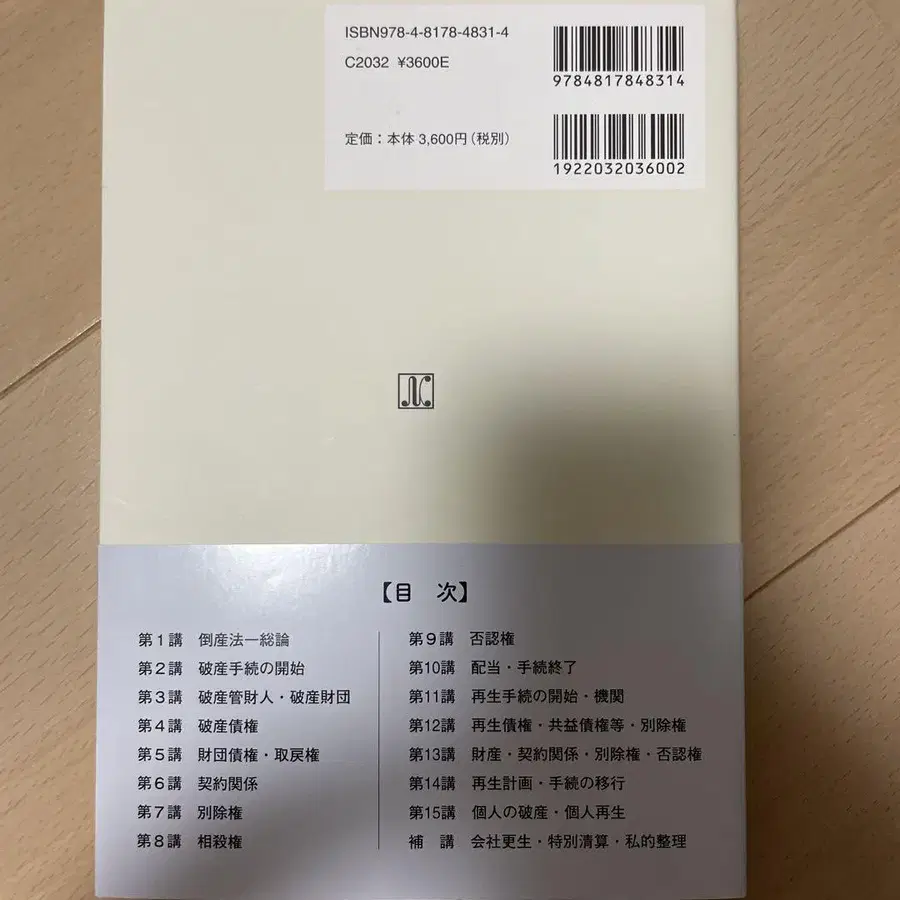 ISBN978-4-8178-4831-4
C2032 ¥3600E
定価：本体 3,600円（税別）
9784817848314
1922032036002
【目 次】
第1講 倒産法―総論
第2講 破産手続の開始
第3講 破産管財人・破産財団
第4講 破産債権
第5講 財団債権・取戻権
第6講 契約関係
第7講 別除権
第8講 相殺権
第9講 否認権
第10講 配当・手続終了
第11講 再生手続の開始・機関
第12講 再生債権・共益債権等・別除権
第13講 財産・契約関係・別除権・否認権
第14講 再生計画・手続の移行
第15講 個人の破産・個人再生
補 講 会社更生・特別清算・私的整理